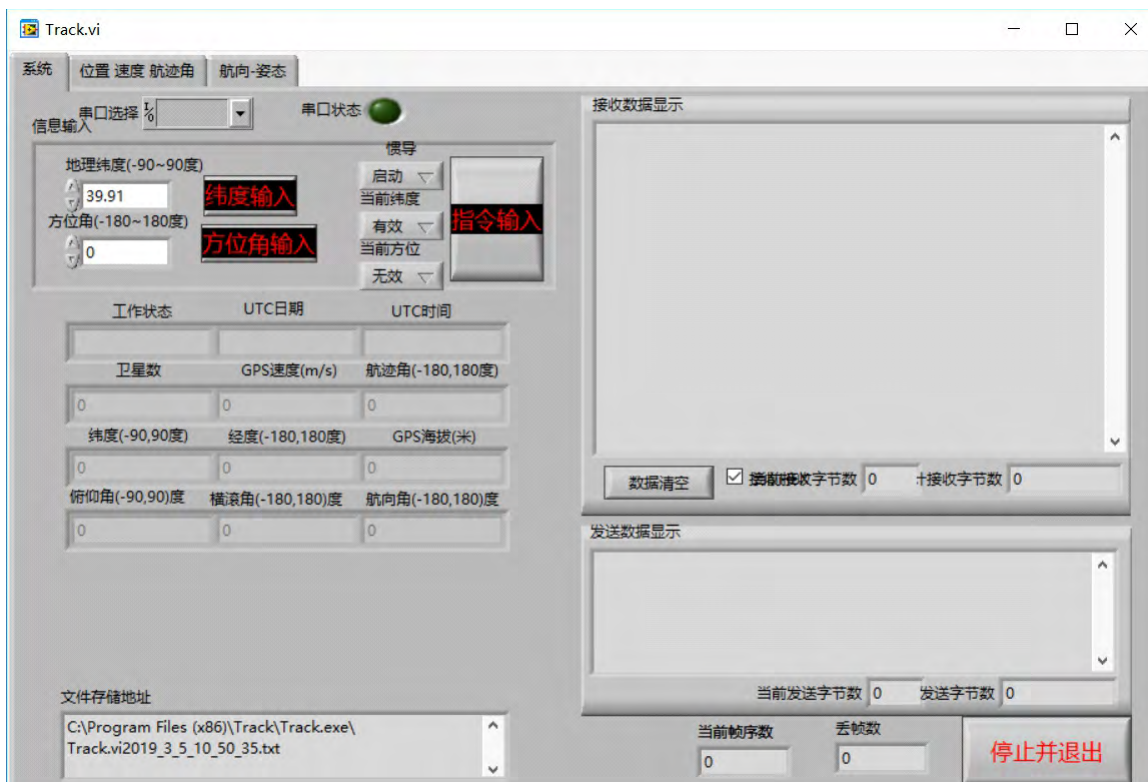 Track.vi
系统
位置 速度 航迹角
航向-姿态
串口选择
串口状态
信息输入
地理纬度(-90~90度)
39.91
纬度输入
方位角(-180~180度)
0
方位角输入
惯导
启动
当前纬度
有效
当前方位
无效
指令输入
工作状态 UTC日期 UTC时间
卫星数 GPS速度(m/s) 航迹角(-180,180度)
0 0 0
纬度(-90,90度) 经度(-180,180度) GPS海拔(米)
0 0 0
俯仰角(-90,90)度 横滚角(-180,180)度 航向角(-180,180)度
0 0 0
文件存储地址
C:\Program Files (x86)\Track\Track.exe\
Track.vi2019_3_5_10_50_35.txt
接收数据显示
数据清空
字节数 0
接收字节数 0
发送数据显示
当前发送字节数 0
发送字节数 0
当前帧序数
0
丢帧数
0
停止并退出